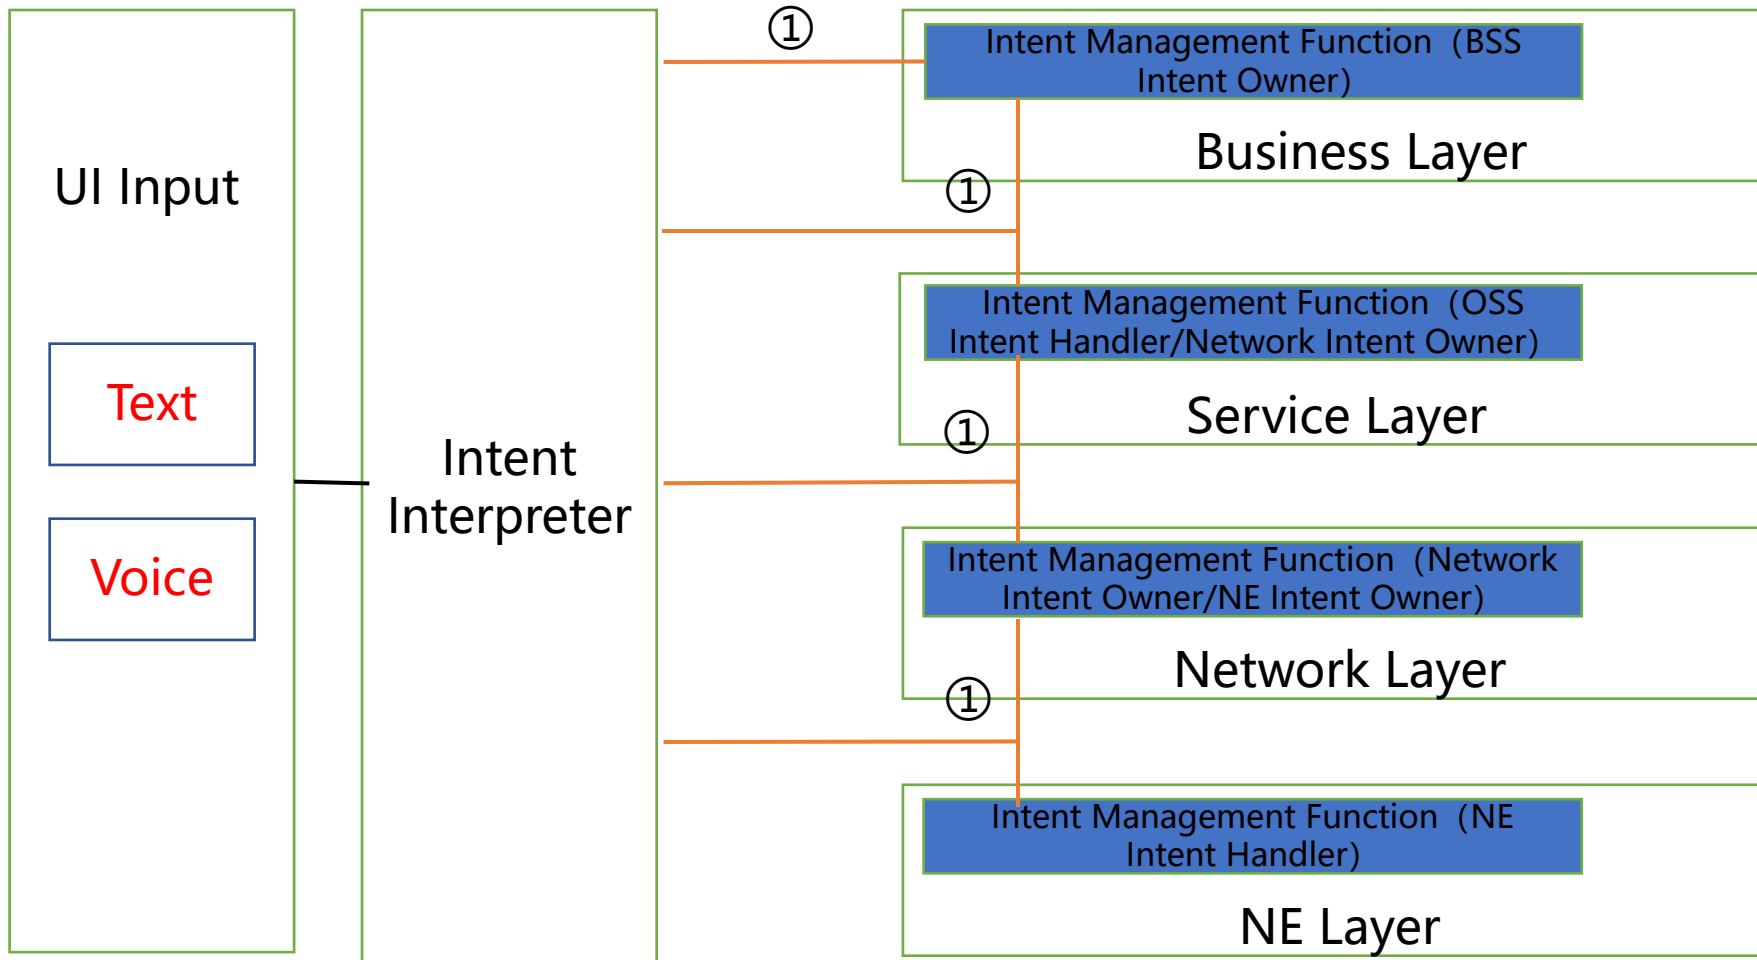 UI Input
Text
Voice
Intent
Interpreter
①
Intent Management Function（BSS
Intent Owner）
Business Layer
①
Intent Management Function（OSS
Intent Handler/Network Intent Owner）
Service Layer
①
Intent Management Function（Network
Intent Owner/NE Intent Owner）
Network Layer
①
Intent Management Function（NE
Intent Handler）
NE Layer